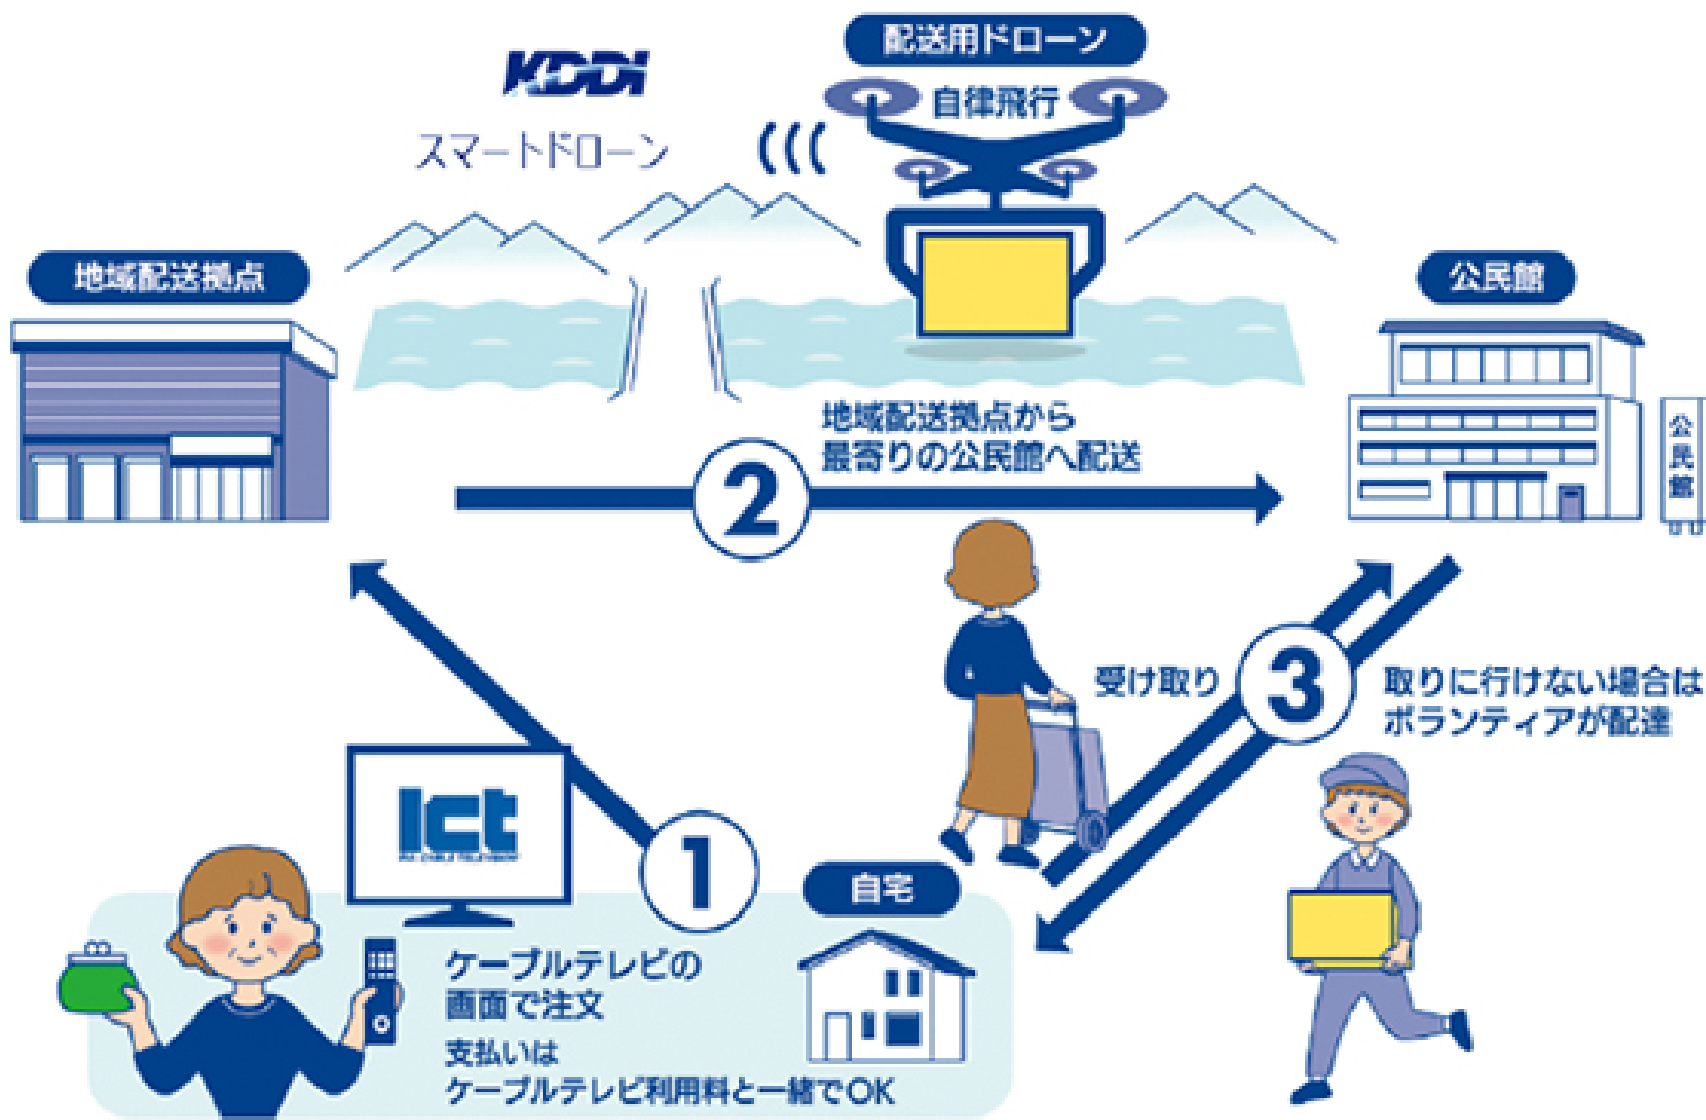 配送用ドローン
KDDI
自律飛行
スマートドローン
地域配送拠点
公民館
地域配送拠点から
最寄りの公民館へ配送
公民館
2
受け取り
3
取りに行けない場合は
ボランティアが配達
ict
1
自宅
ケーブルテレビの
画面で注文
支払いは
ケーブルテレビ利用料と一緒でOK